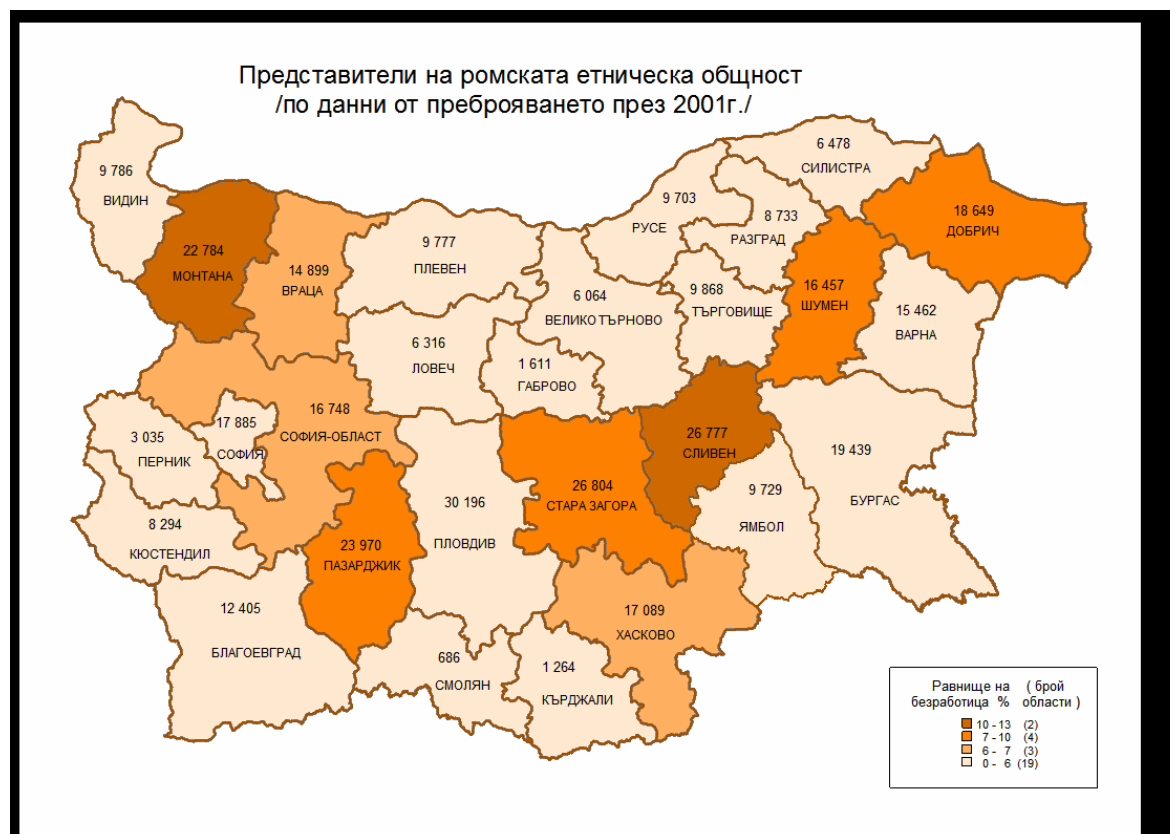 Представители на ромската етническа общност
/по данни от преброяването през 2001г./
6 478
СИЛИСТРА
9 786
ВИДИН
9 703
РУСЕ
8 733
РАЗГРАД
18 649
ДОБРИЧ
22 784
МОНТАНА
14 899
ВРАЦА
9 777
ПЛЕВЕН
6 064
ВЕЛИКО ТЪРНОВО
9 868
ТЪРГОВИЩЕ
16 457
ШУМЕН
15 462
ВАРНА
6 316
ЛОВЕЧ
1 611
ГАБРОВО
3 035
ПЕРНИК
17 885
СОФИЯ
16 748
СОФИЯ-ОБЛАСТ
26 777
СЛИВЕН
19 439
БУРГАС
8 294
КЮСТЕНДИЛ
23 970
ПАЗАРДЖИК
30 196
ПЛОВДИВ
26 804
СТАРА ЗАГОРА
9 729
ЯМБОЛ
12 405
БЛАГОЕВГРАД
686
СМОЛЯН
1 264
КЪРДЖАЛИ
17 089
ХАСКОВО
Равнище на ( брой
безработица % области )
10 - 13 (2)
7 - 10 (4)
6 - 7 (3)
0 - 6 (19)